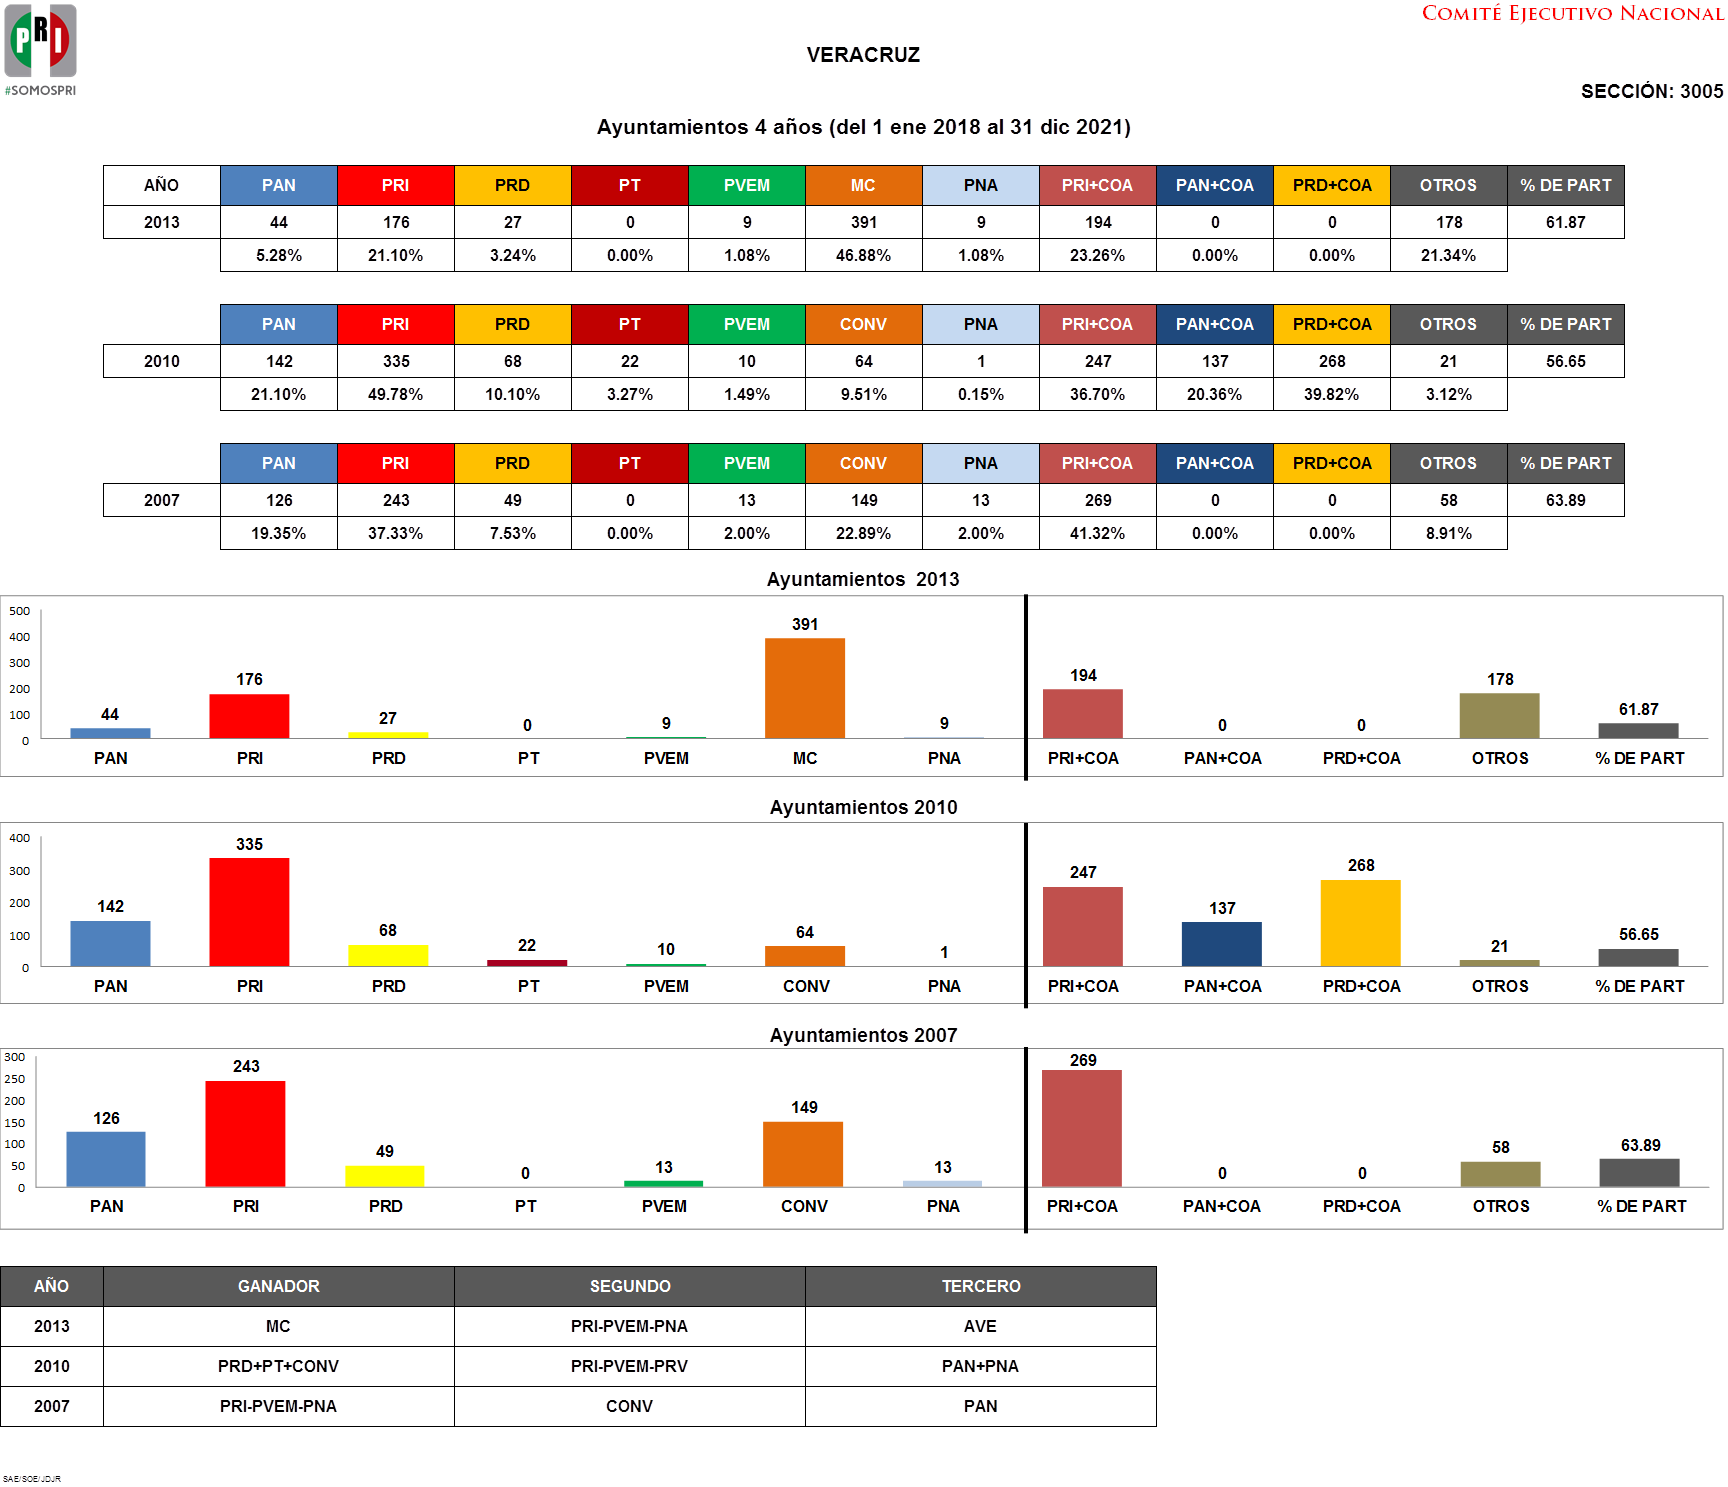 PRI
#SOMOSPRI
COMITÉ EJECUTIVO NACIONAL
VERACRUZ
SECCIÓN: 3005
Ayuntamientos 4 años (del 1 ene 2018 al 31 dic 2021)
AÑO PAN PRI PRD PT PVEM MC PNA PRI+COA PAN+COA PRD+COA OTROS % DE PART
2013 44 176 27 0 9 391 9 194 0 0 178 61.87
5.28% 21.10% 3.24% 0.00% 1.08% 46.88% 1.08% 23.26% 0.00% 0.00% 21.34%
PAN PRI PRD PT PVEM CONV PNA PRI+COA PAN+COA PRD+COA OTROS % DE PART
2010 142 335 68 22 10 64 1 247 137 268 21 56.65
21.10% 49.78% 10.10% 3.27% 1.49% 9.51% 0.15% 36.70% 20.36% 39.82% 3.12%
PAN PRI PRD PT PVEM CONV PNA PRI+COA PAN+COA PRD+COA OTROS % DE PART
2007 126 243 49 0 13 149 13 269 0 0 58 63.89
19.35% 37.33% 7.53% 0.00% 2.00% 22.89% 2.00% 41.32% 0.00% 0.00% 8.91%
Ayuntamientos 2013
500
400
300
200
100
0
44 176 27 0 9 391 9 194 0 0 178 61.87
PAN PRI PRD PT PVEM MC PNA PRI+COA PAN+COA PRD+COA OTROS % DE PART
Ayuntamientos 2010
400
300
200
100
0
142 335 68 22 10 64 1 247 137 268 21 56.65
PAN PRI PRD PT PVEM CONV PNA PRI+COA PAN+COA PRD+COA OTROS % DE PART
Ayuntamientos 2007
300
250
200
150
100
50
0
126 243 49 0 13 149 13 269 0 0 58 63.89
PAN PRI PRD PT PVEM CONV PNA PRI+COA PAN+COA PRD+COA OTROS % DE PART
AÑO GANADOR SEGUNDO TERCERO
2013 MC PRI-PVEM-PNA AVE
2010 PRD+PT+CONV PRI-PVEM-PRV PAN+PNA
2007 PRI-PVEM-PNA CONV PAN
SAE/SOE/JDJR